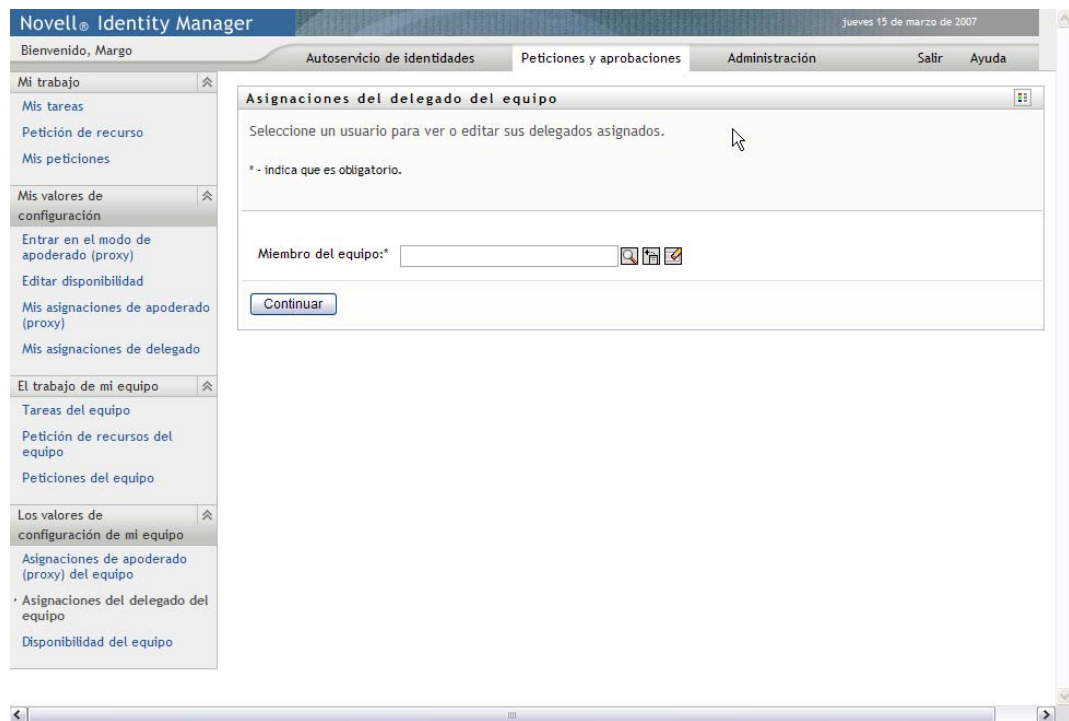 Novell® Identity Manager
jueves 15 de marzo de 2007
Bienvenido, Margo
Autoservicio de identidades
Peticiones y aprobaciones
Administración
Salir
Ayuda
Mi trabajo
Mis tareas
Petición de recurso
Mis peticiones
Mis valores de
configuración
Entrar en el modo de
apoderado (proxy)
Editar disponibilidad
Mis asignaciones de apoderado
(proxy)
Mis asignaciones de delegado
El trabajo de mi equipo
Tareas del equipo
Petición de recursos del
equipo
Peticiones del equipo
Los valores de
configuración de mi equipo
Asignaciones de apoderado
(proxy) del equipo
· Asignaciones del delegado del
equipo
Disponibilidad del equipo
Asignaciones del delegado del equipo
Seleccione un usuario para ver o editar sus delegados asignados.
* - indica que es obligatorio.
Miembro del equipo:*
Continuar